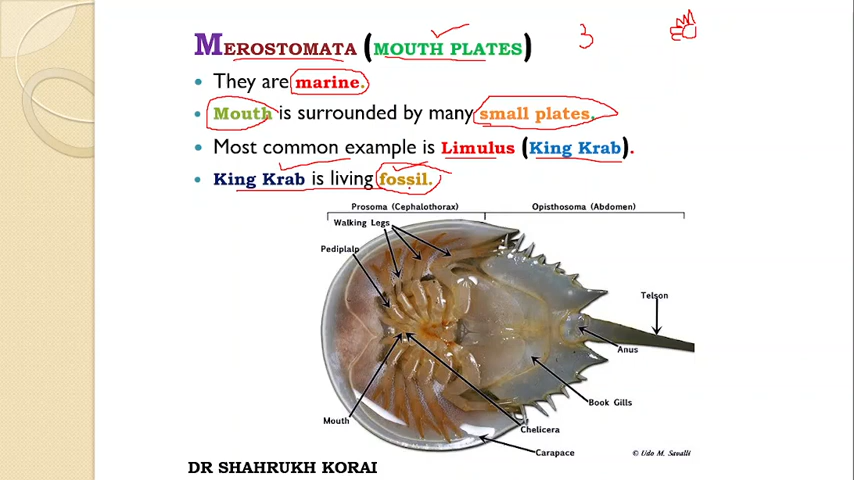 MEROSTOMATA (MOUTH PLATES)
3
• They are marine.
• Mouth is surrounded by many small plates.
• Most common example is Limulus (King Krab).
• King Krab is living fossil.
Prosoma (Cephalothorax) Opisthosoma (Abdomen)
Walking Legs
Pediplalp
Telson
Anus
Book Gills
Mouth
Chelicera
Carapace
© Udo M. Savalli
DR SHAHRUKH KORAI